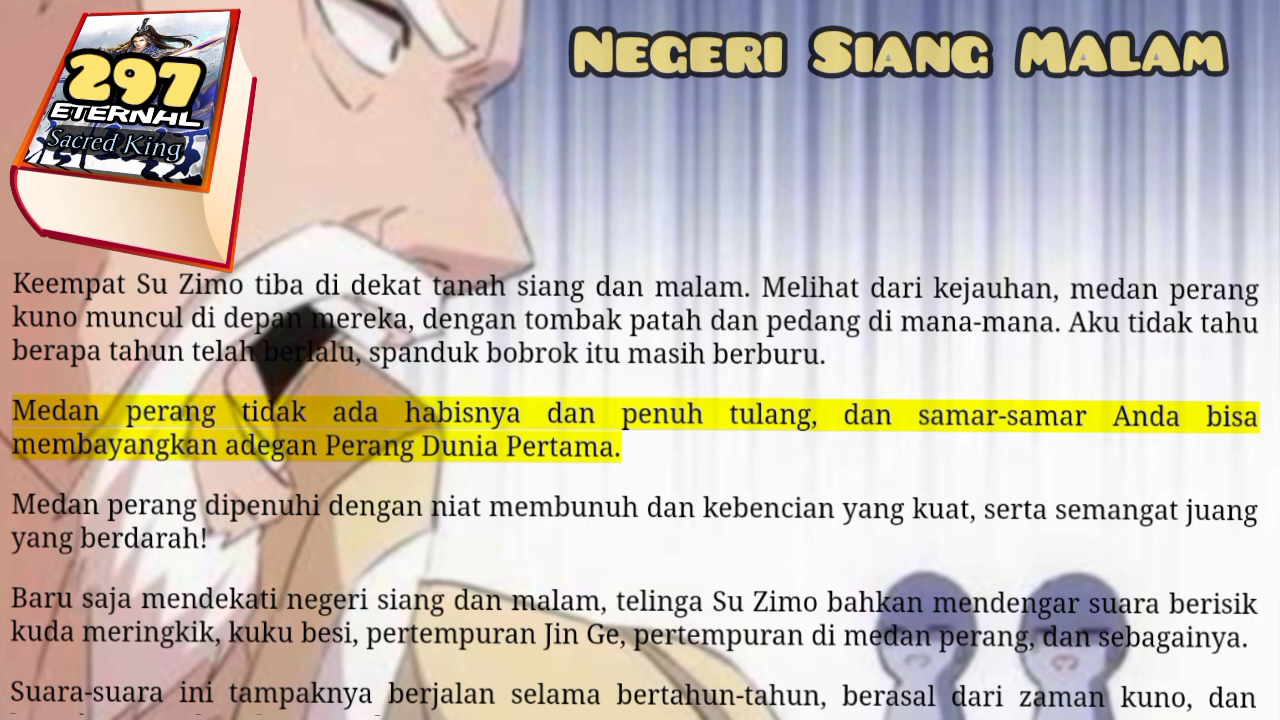 297
ETERNAL
Sacred King
NEGERI SIANG MALAM
Keempat Su Zimo tiba di dekat tanah siang dan malam. Melihat dari kejauhan, medan perang
kuno muncul di depan mereka, dengan tombak patah dan pedang di mana-mana. Aku tidak tahu
berapa tahun telah berlalu, spanduk bobrok itu masih berburu.
Medan perang tidak ada habisnya dan penuh tulang, dan samar-samar Anda bisa
membayangkan adegan Perang Dunia Pertama.
Medan perang dipenuhi dengan niat membunuh dan kebencian yang kuat, serta semangat juang
yang berdarah!
Baru saja mendekati negeri siang dan malam, telinga Su Zimo bahkan mendengar suara berisik
kuda meringkik, kuku besi, pertempuran Jin Ge, pertempuran di medan perang, dan sebagainya.
Suara-suara ini tampaknya berjalan selama bertahun-tahun, berasal dari zaman kuno, dan